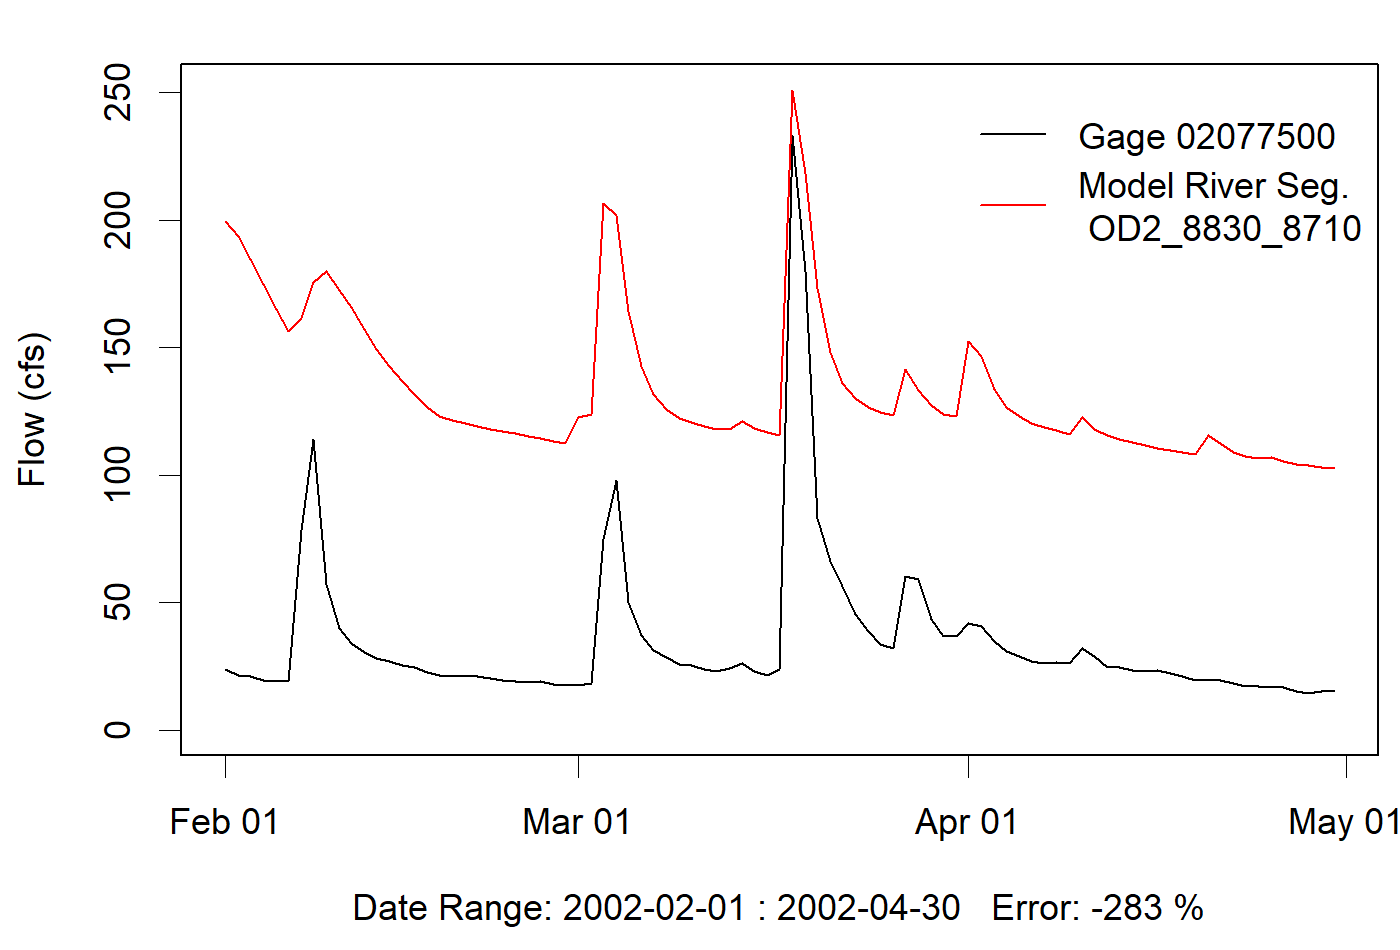 Flow (cfs)
250
200
150
100
50
0
Gage 02077500
Model River Seg.
OD2_8830_8710
Feb 01
Mar 01
Apr 01
May 01
Date Range: 2002-02-01 : 2002-04-30   Error: -283 %